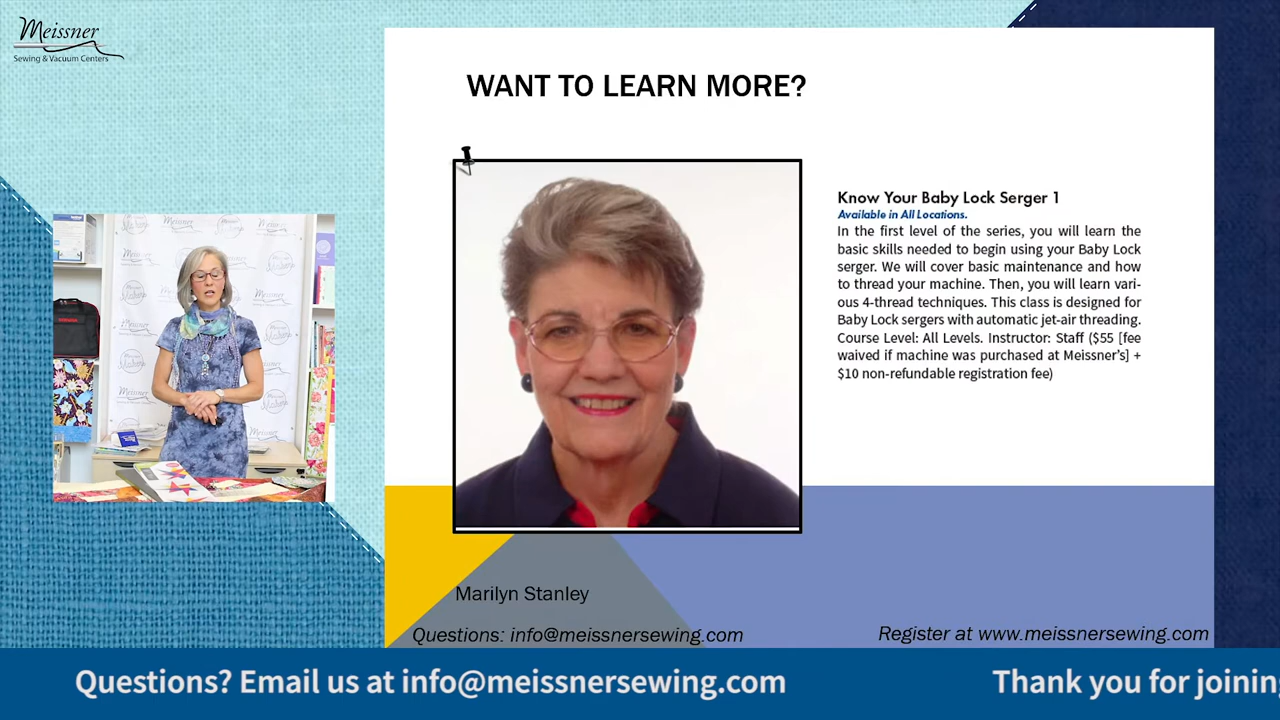 Meissner
Sewing & Vacuum Centers
WANT TO LEARN MORE?
Know Your Baby Lock Serger 1
Available in All Locations.
In the first level of the series, you will learn the
basic skills needed to begin using your Baby Lock
serger. We will cover basic maintenance and how
to thread your machine. Then, you will learn vari-
ous 4-thread techniques. This class is designed for
Baby Lock sergers with automatic jet-air threading.
Course Level: All Levels. Instructor: Staff ($55 [fee
waived if machine was purchased at Meissner's] +
$10 non-refundable registration fee)
Marilyn Stanley
Questions: info@meissnersewing.com
Register at www.meissnersewing.com
Questions? Email us at info@meissnersewing.com
Thank you for joining